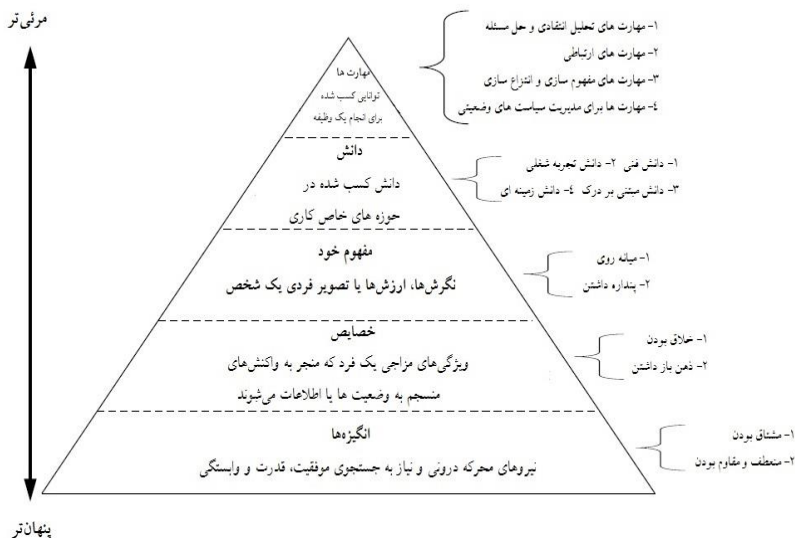 مرئی‌تر
۱- مهارت های تحلیل انتقادی و حل مسئله
۲- مهارت های ارتباطی
۳- مهارت های مفهوم سازی و انتزاع سازی
۴- مهارت ها برای مدیریت سیاست های وضعیتی
مهارت ها
توانایی کسب شده
برای انجام یک وظیفه
دانش
دانش کسب شده در
حوزه های خاص کاری
۱- دانش فنی ۲- دانش تجربه شغلی
۳- دانش مبتنی بر درک ۴- دانش زمینه ای
مفهوم خود
نگرش‌ها، ارزش‌ها یا تصویر فردی یک شخص
۱- میانه روی
۲- پنداره داشتن
خصایص
ویژگی‌های مزاجی یک فرد که منجر به واکنش‌های
منسجم به وضعیت ها یا اطلاعات می‌شوند
۱- خلاق بودن
۲- ذهن باز داشتن
انگیزه‌ها
نیروهای محرکه درونی و نیاز به جستجوی موفقیت، قدرت و وابستگی
۱- مشتاق بودن
۲- منعطف و مقاوم بودن
پنهان‌تر